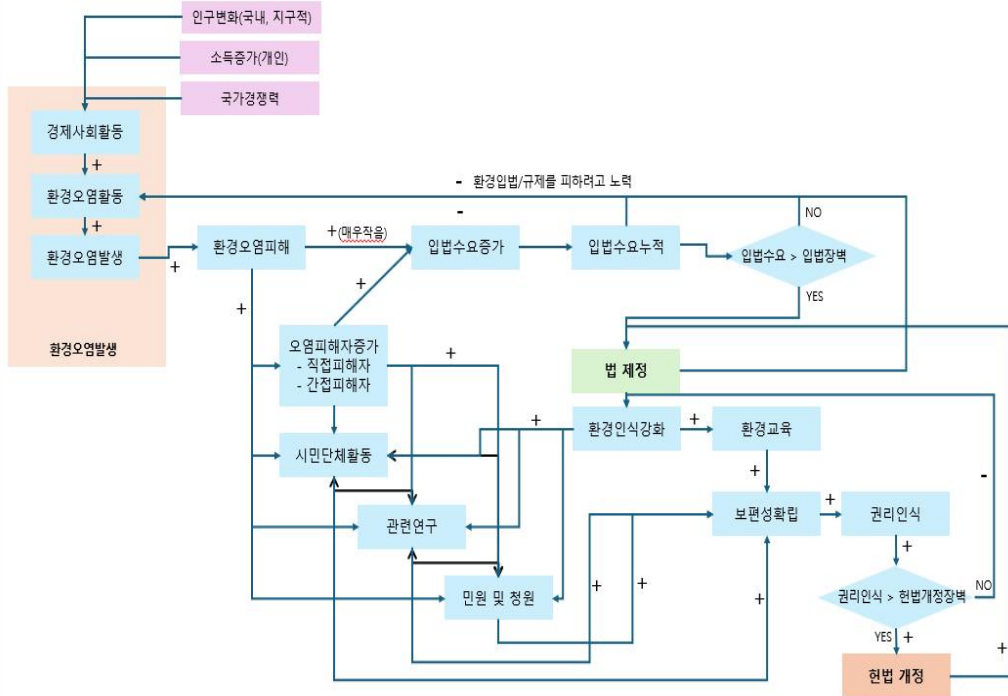 인구변화(국내, 지구적)
소득증가(개인)
국가경쟁력
경제사회활동
+
환경오염활동
+
환경오염발생
환경오염발생
- 환경입법/규제를 피하려고 노력
-
+
환경오염피해
+(매우작음)
입법수요증가
입법수요누적
입법수요 > 입법장벽
NO
YES
+
+
오염피해자증가
- 직접피해자
- 간접피해자
+
법 제정
환경인식강화
+
+
환경교육
시민단체활동
+
-
관련연구
보편성확립
+
권리인식
+
민원 및 청원
+
+
+
권리인식 > 헌법개정장벽
NO
YES
+
+
헌법 개정